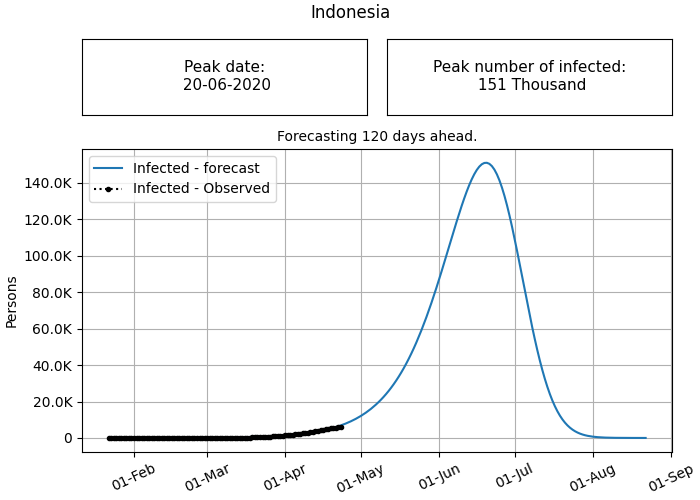 Indonesia
Peak date:
20-06-2020
Peak number of infected:
151 Thousand
Forecasting 120 days ahead.
Infected - forecast
Infected - Observed
Persons
140.0K
120.0K
100.0K
80.0K
60.0K
40.0K
20.0K
0
01-Feb
01-Mar
01-Apr
01-May
01-Jun
01-Jul
01-Aug
01-Sep